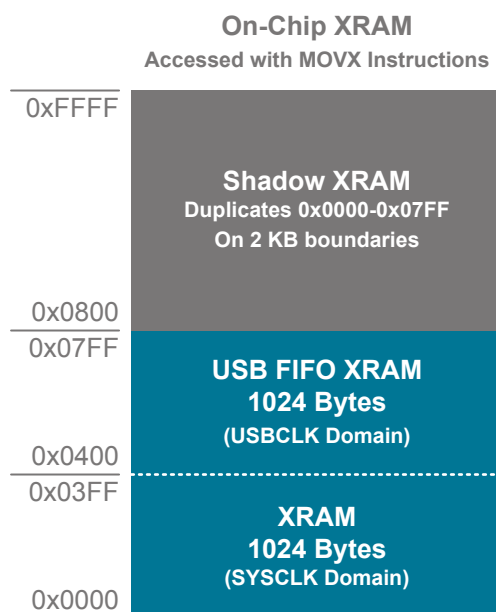 On-Chip XRAM
Accessed with MOVX Instructions
0xFFFF
Shadow XRAM
Duplicates 0x0000-0x07FF
On 2 KB boundaries
0x0800
0x07FF
USB FIFO XRAM
1024 Bytes
(USBCLK Domain)
0x0400
0x03FF
XRAM
1024 Bytes
(SYSCLK Domain)
0x0000